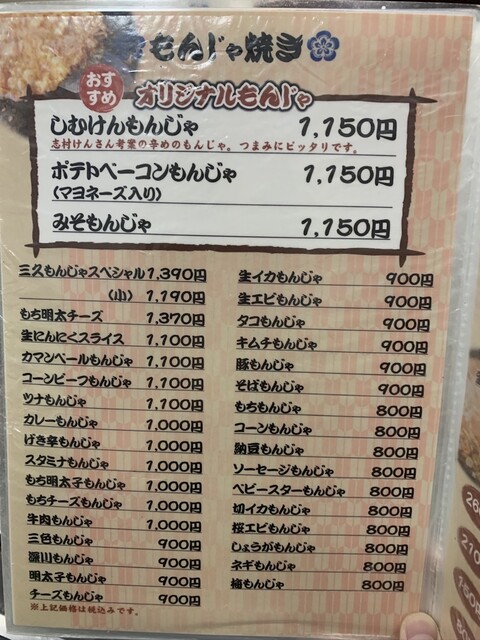 もんじゃ焼き
おすすめ
オリジナルもんじゃ
しむけんもんじゃ 1,150円
志村けんさん考案の辛めのもんじゃ。つまみにピッタリです。
ポテトベーコンもんじゃ 1,150円
(マヨネーズ入り)
みそもんじゃ 1,150円
三久もんじゃスペシャル 1,390円
(小) 1,190円
もち明太チーズ 1,370円
生にんにくスライス 1,100円
カマンベールもんじゃ 1,100円
コーンビーフもんじゃ 1,100円
ツナもんじゃ 1,100円
カレーもんじゃ 1,000円
げき辛もんじゃ 1,000円
スタミナもんじゃ 1,000円
もち明太子もんじゃ 1,000円
もちチーズもんじゃ 1,000円
牛肉もんじゃ 1,000円
三色もんじゃ 900円
深川もんじゃ 900円
明太子もんじゃ 900円
チーズもんじゃ 900円
※上記価格は税込みです。
生イカもんじゃ 900円
生エビもんじゃ 900円
タコもんじゃ 900円
キムチもんじゃ 900円
豚もんじゃ 900円
そばもんじゃ 900円
もちもんじゃ 800円
コーンもんじゃ 800円
納豆もんじゃ 800円
ソーセージもんじゃ 800円
ベビースターもんじゃ 800円
切イカもんじゃ 800円
桜エビもんじゃ 800円
しょうがもんじゃ 800円
ネギもんじゃ 800円
梅もんじゃ 800円